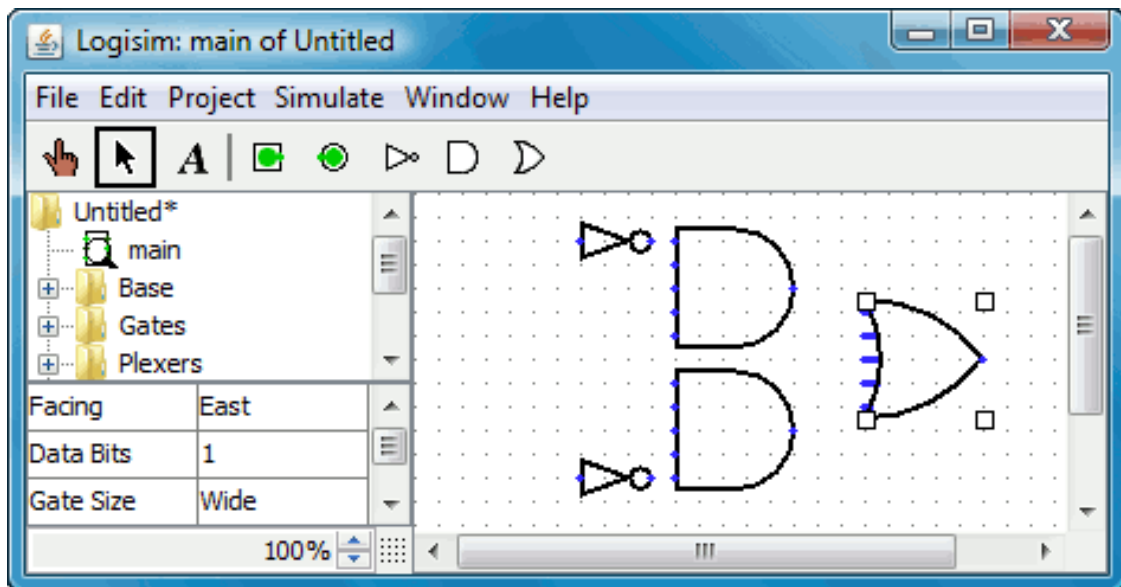 Logisim: main of Untitled
File Edit Project Simulate Window Help
A
Untitled*
main
Base
Gates
Plexers
Facing East
Data Bits 1
Gate Size Wide
100%